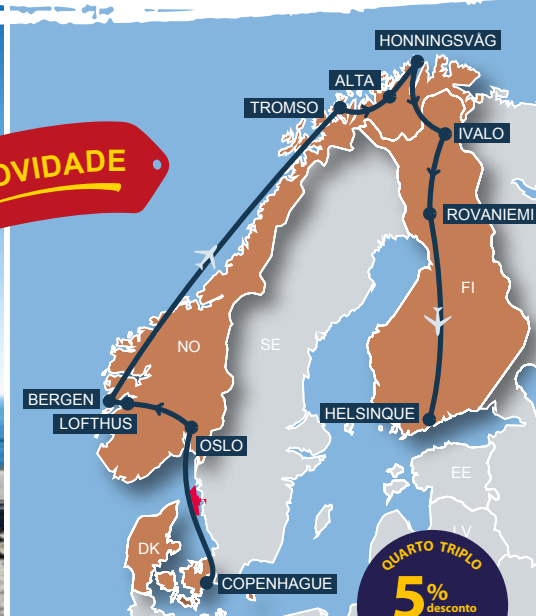 HONNINGSVÅG
ALTA
TROMSO
IVALO
ROVANIEMI
FI
NO
SE
BERGEN
LOFTHUS
HELSINQUE
OSLO
EE
LV
DK
COPENHAGUE
QUARTO TRIPLO
5%
desconto